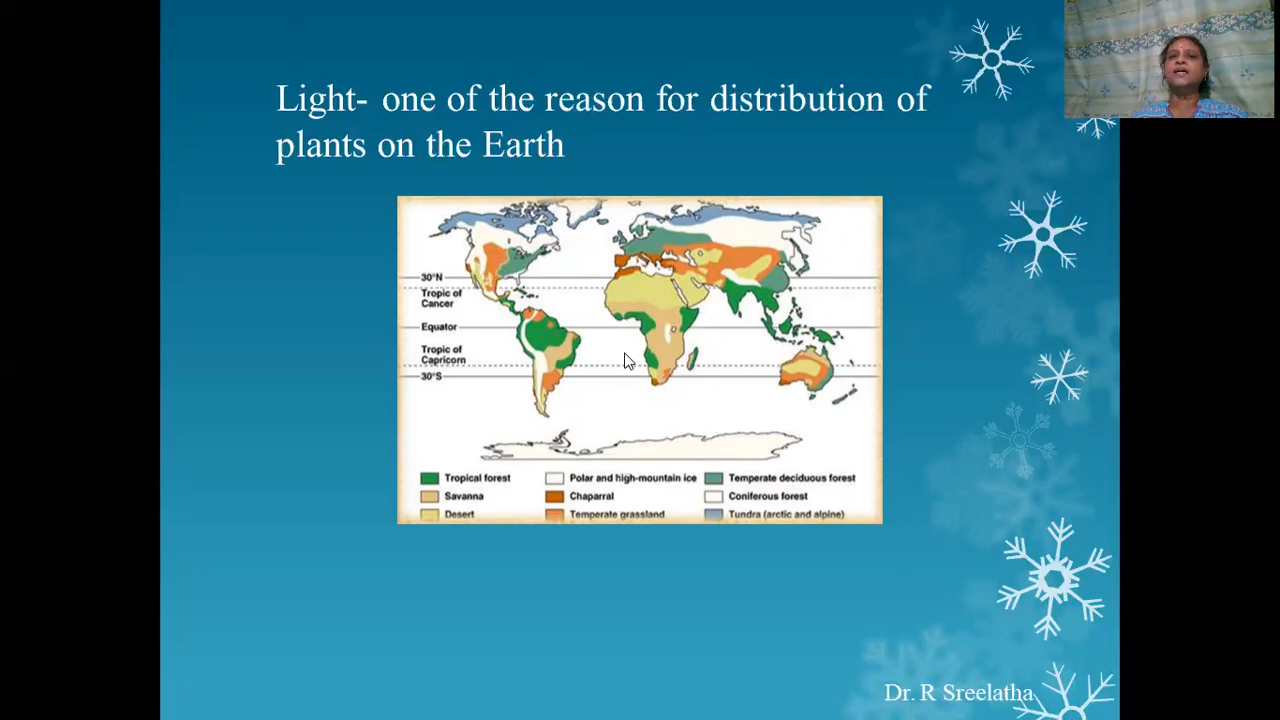 Light- one of the reason for distribution of
plants on the Earth
30°N
Tropic of
Cancer
Equator
Tropic of
Capricorn
30°S
Tropical forest
Polar and high-mountain ice
Temperate deciduous forest
Savanna
Chaparral
Coniferous forest
Desert
Temperate grassland
Tundra (arctic and alpine)
Dr. R Sreelatha